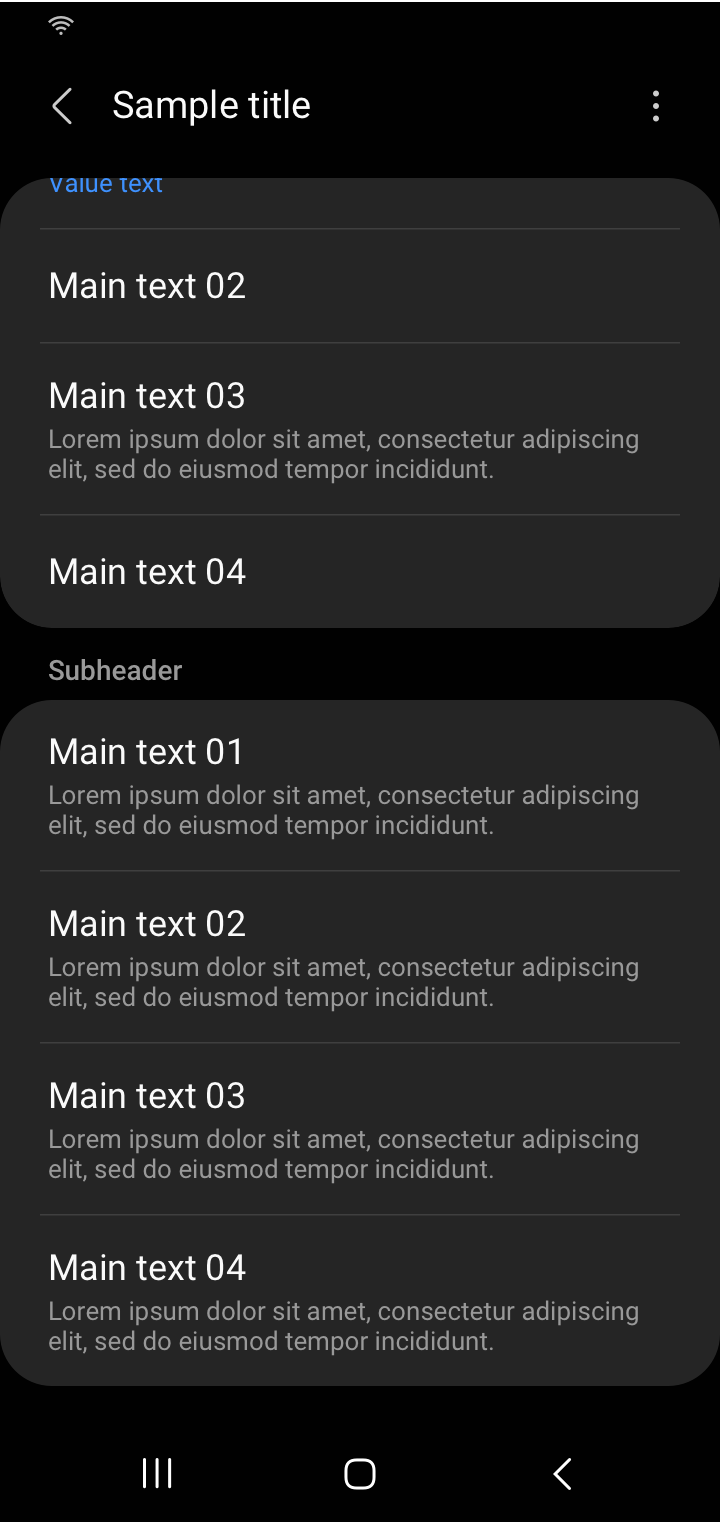 Sample title
Value text
Main text 02
Main text 03
Lorem ipsum dolor sit amet, consectetur adipiscing
elit, sed do eiusmod tempor incididunt.
Main text 04
Subheader
Main text 01
Lorem ipsum dolor sit amet, consectetur adipiscing
elit, sed do eiusmod tempor incididunt.
Main text 02
Lorem ipsum dolor sit amet, consectetur adipiscing
elit, sed do eiusmod tempor incididunt.
Main text 03
Lorem ipsum dolor sit amet, consectetur adipiscing
elit, sed do eiusmod tempor incididunt.
Main text 04
Lorem ipsum dolor sit amet, consectetur adipiscing
elit, sed do eiusmod tempor incididunt.